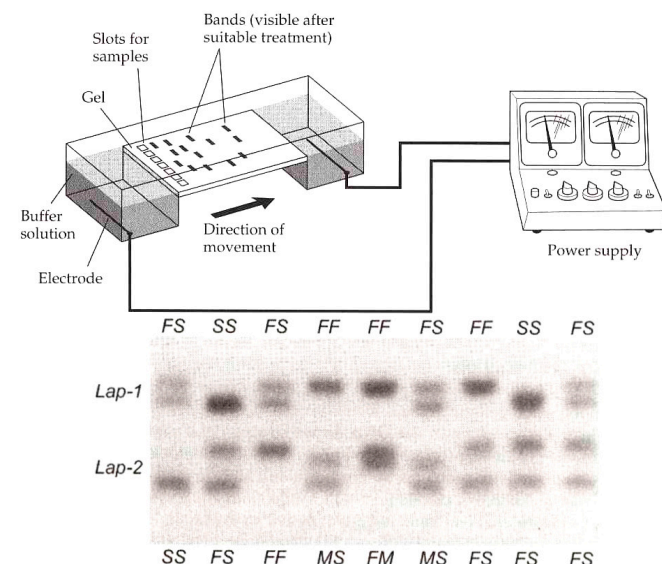 Bands (visible after
suitable treatment)
Slots for
samples
Gel
Buffer
solution
Electrode
Direction of
movement
Power supply
FS SS FS FF FF FS FF SS FS
Lap-1
Lap-2
SS FS FF MS FM MS FS FS FS